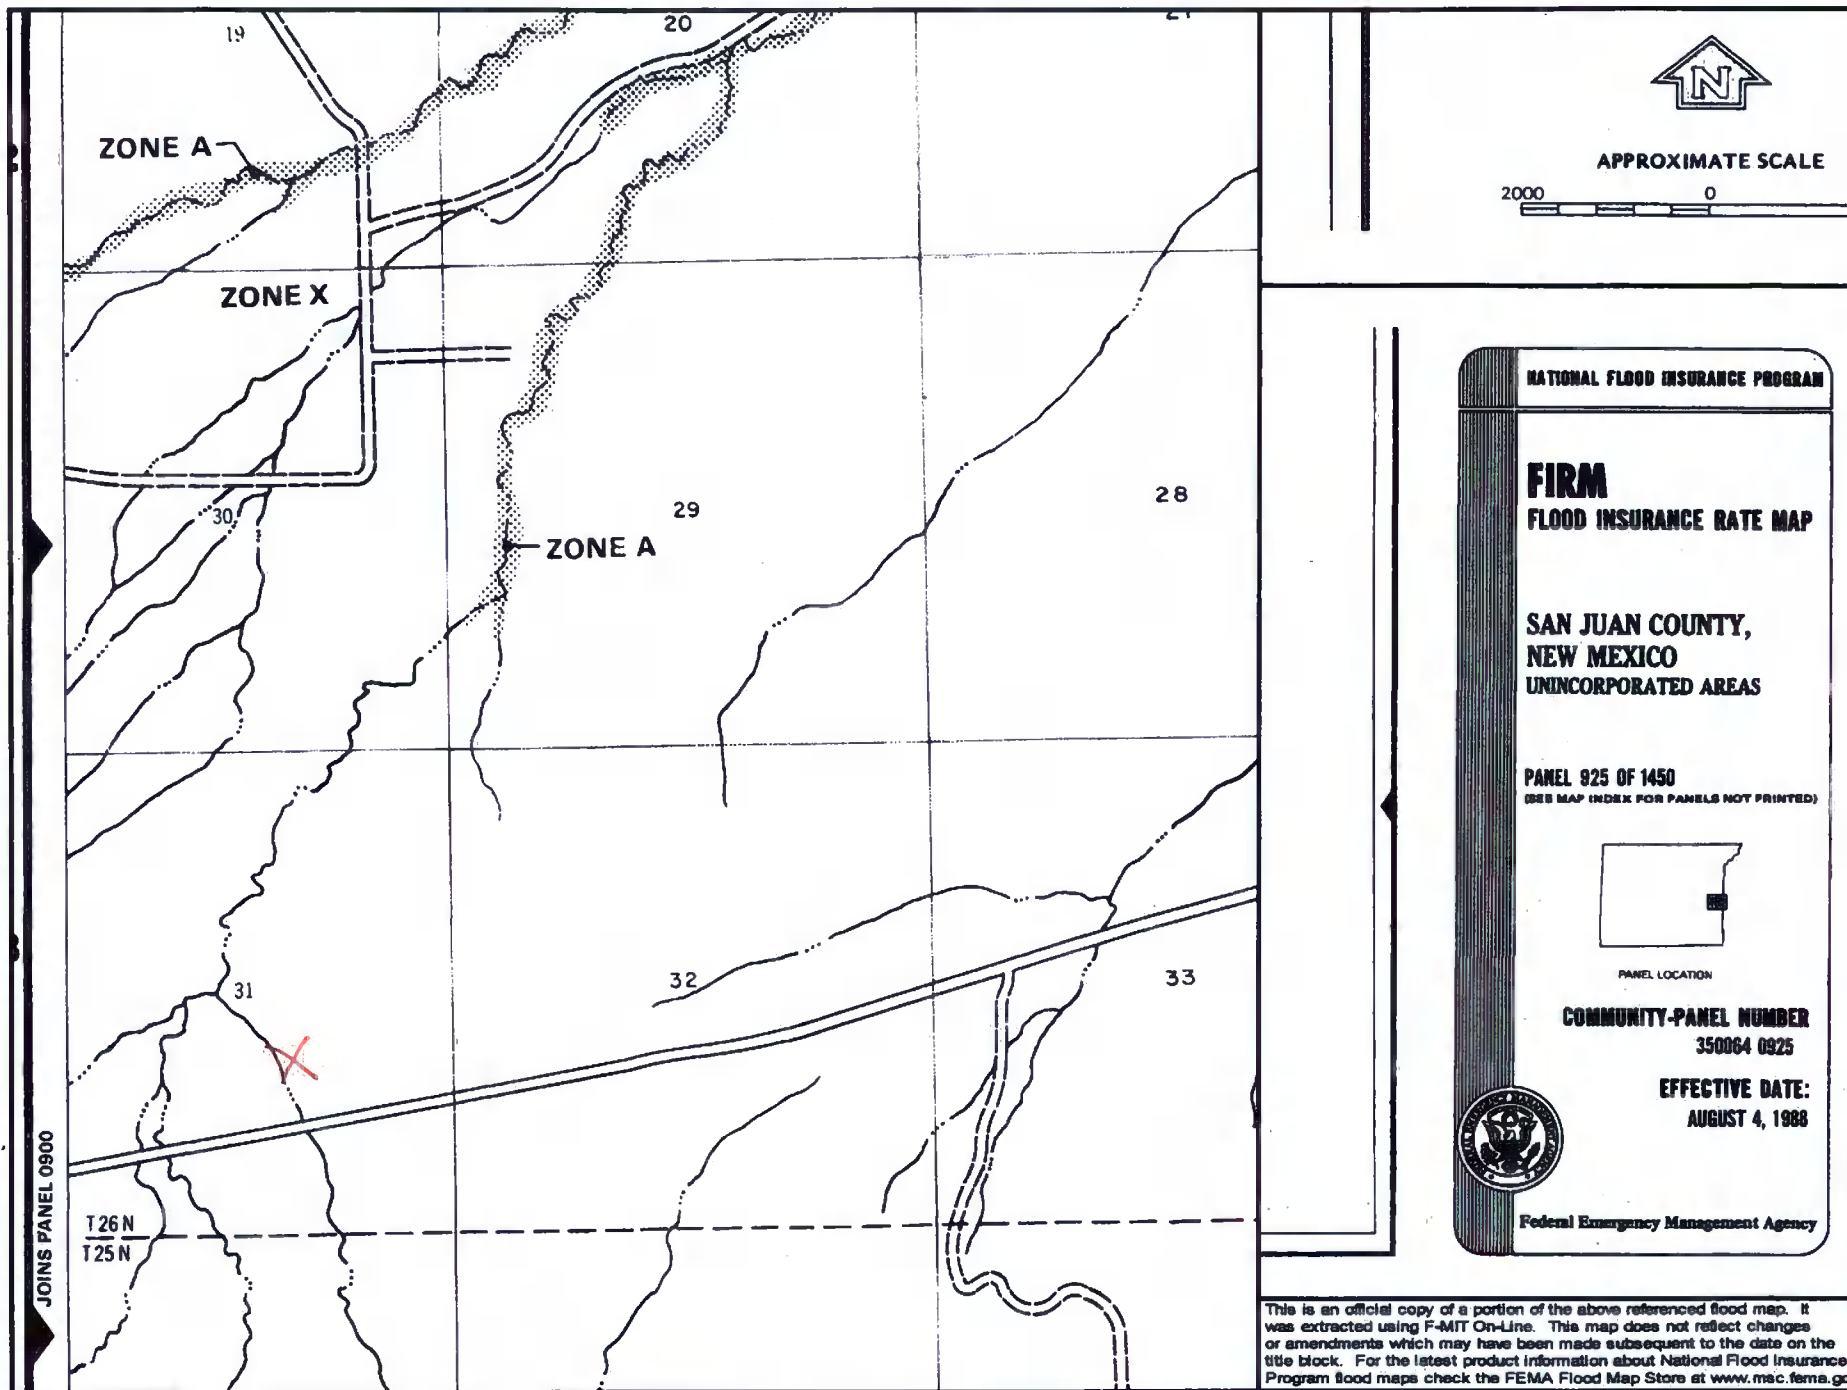 19
20
ZONE A
ZONE X
30
29
28
ZONE A
31
32
33
T26N
T25N
JOINS PANEL 0900
N
APPROXIMATE SCALE
2000 0
NATIONAL FLOOD INSURANCE PROGRAM
FIRM
FLOOD INSURANCE RATE MAP
SAN JUAN COUNTY,
NEW MEXICO
UNINCORPORATED AREAS
PANEL 925 OF 1450
(SEE MAP INDEX FOR PANELS NOT PRINTED)
PANEL LOCATION
COMMUNITY-PANEL NUMBER
350064 0925
EFFECTIVE DATE:
AUGUST 4, 1988
Federal Emergency Management Agency
This is an official copy of a portion of the above referenced flood map. It
was extracted using F-MIT On-Line. This map does not reflect changes
or amendments which may have been made subsequent to the date on the
title block. For the latest product information about National Flood Insurance
Program flood maps check the FEMA Flood Map Store at www.msc.fema.g